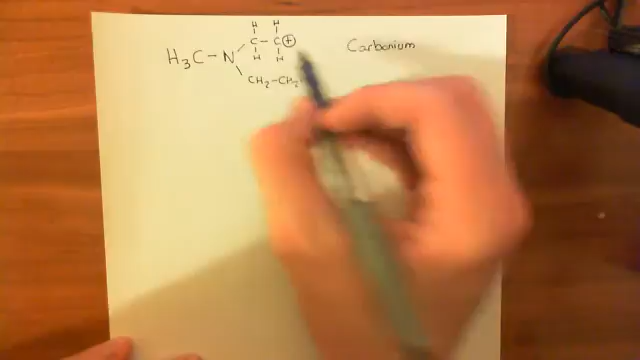 H H
H₃C - N C - C ⊕ Carbonium
H H
CH₂-CH₂